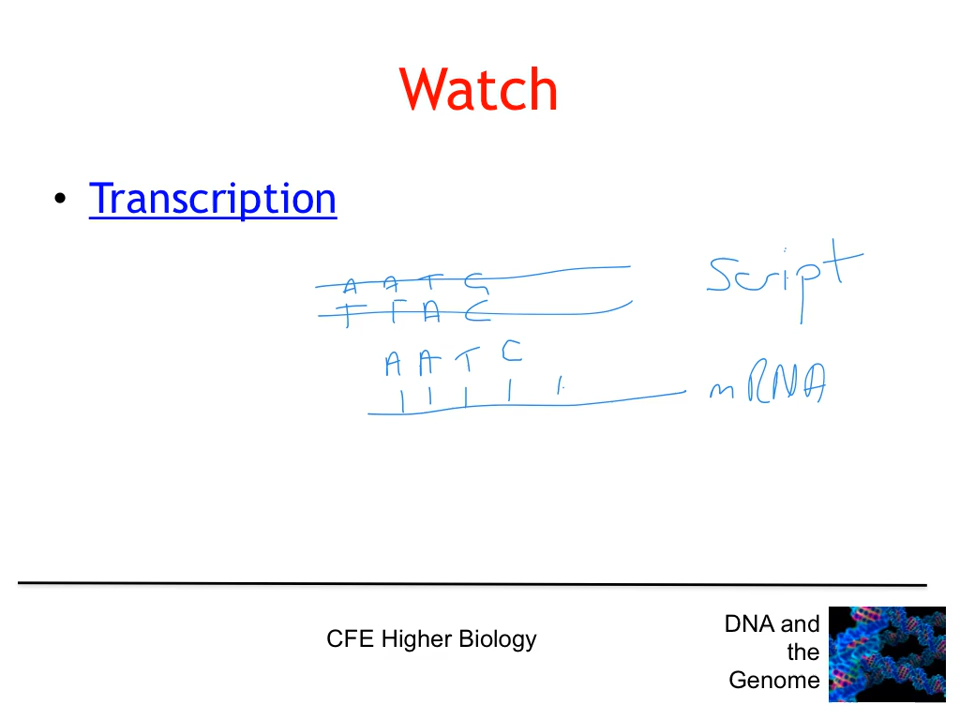 Watch
• Transcription
Script
A A T G
T T A C
A A T C
mRNA
CFE Higher Biology
DNA and
the
Genome